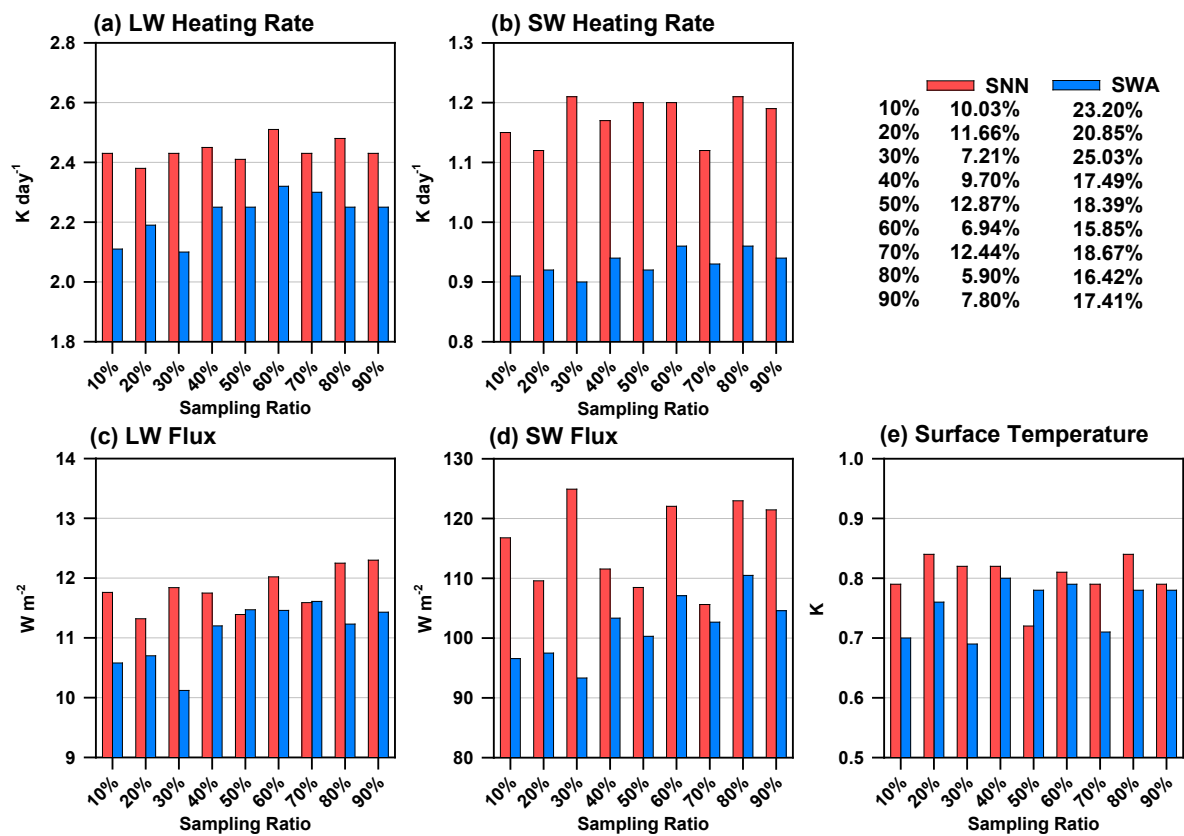 (a) LW Heating Rate
2.8
2.6
2.4
2.2
2.0
1.8
K day-1
10% 20% 30% 40% 50% 60% 70% 80% 90%
Sampling Ratio
(b) SW Heating Rate
1.3
1.2
1.1
1.0
0.9
0.8
K day-1
10% 20% 30% 40% 50% 60% 70% 80% 90%
Sampling Ratio
SNN SWA
10% 10.03% 23.20%
20% 11.66% 20.85%
30% 7.21% 25.03%
40% 9.70% 17.49%
50% 12.87% 18.39%
60% 6.94% 15.85%
70% 12.44% 18.67%
80% 5.90% 16.42%
90% 7.80% 17.41%
(c) LW Flux
14
13
12
11
10
9
W m-2
10% 20% 30% 40% 50% 60% 70% 80% 90%
Sampling Ratio
(d) SW Flux
130
120
110
100
90
80
W m-2
10% 20% 30% 40% 50% 60% 70% 80% 90%
Sampling Ratio
(e) Surface Temperature
1.0
0.9
0.8
0.7
0.6
0.5
K
10% 20% 30% 40% 50% 60% 70% 80% 90%
Sampling Ratio